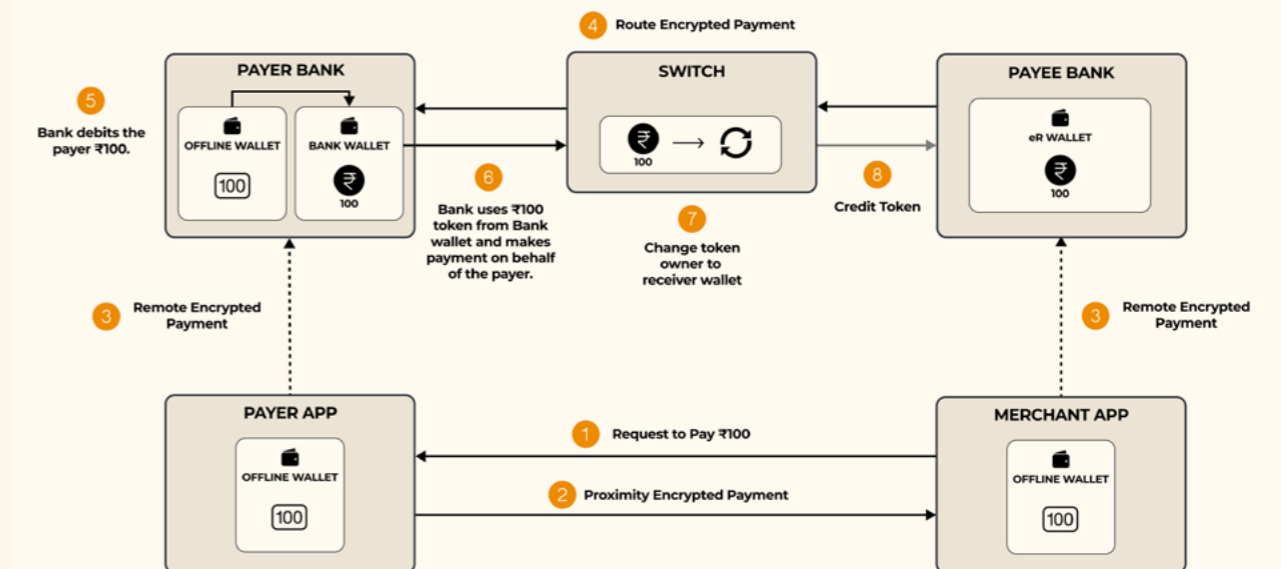 4 Route Encrypted Payment
PAYER BANK
SWITCH
PAYEE BANK
5
Bank debits the
payer ₹100.
OFFLINE WALLET
100
BANK WALLET
₹
100
₹
100
eR WALLET
₹
100
6
Bank uses ₹100
token from Bank
wallet and makes
payment on behalf
of the payer.
7
Change token
owner to
receiver wallet
8
Credit Token
3 Remote Encrypted
Payment
3 Remote Encrypted
Payment
PAYER APP
OFFLINE WALLET
100
1 Request to Pay ₹100
2 Proximity Encrypted Payment
MERCHANT APP
OFFLINE WALLET
100